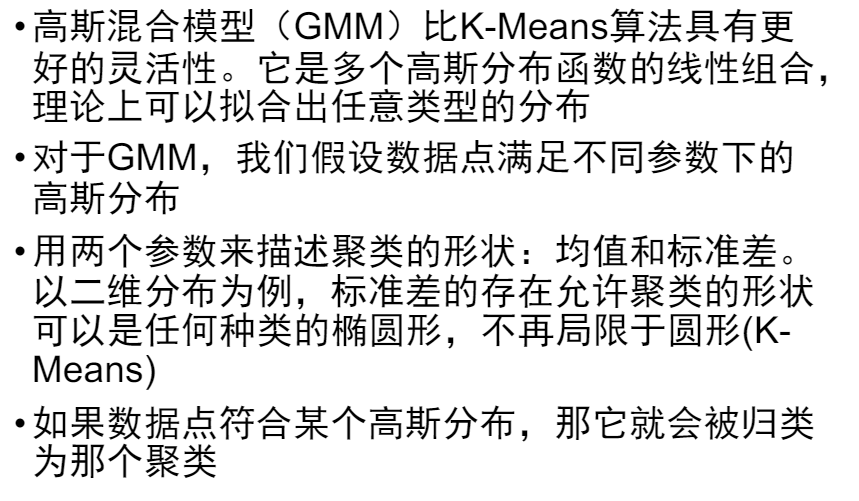 •高斯混合模型（GMM）比K-Means算法具有更
好的灵活性。它是多个高斯分布函数的线性组合，
理论上可以拟合出任意类型的分布
•对于GMM，我们假设数据点满足不同参数下的
高斯分布
•用两个参数来描述聚类的形状：均值和标准差。
以二维分布为例，标准差的存在允许聚类的形状
可以是任何种类的椭圆形，不再局限于圆形(K-
Means)
•如果数据点符合某个高斯分布，那它就会被归类
为那个聚类